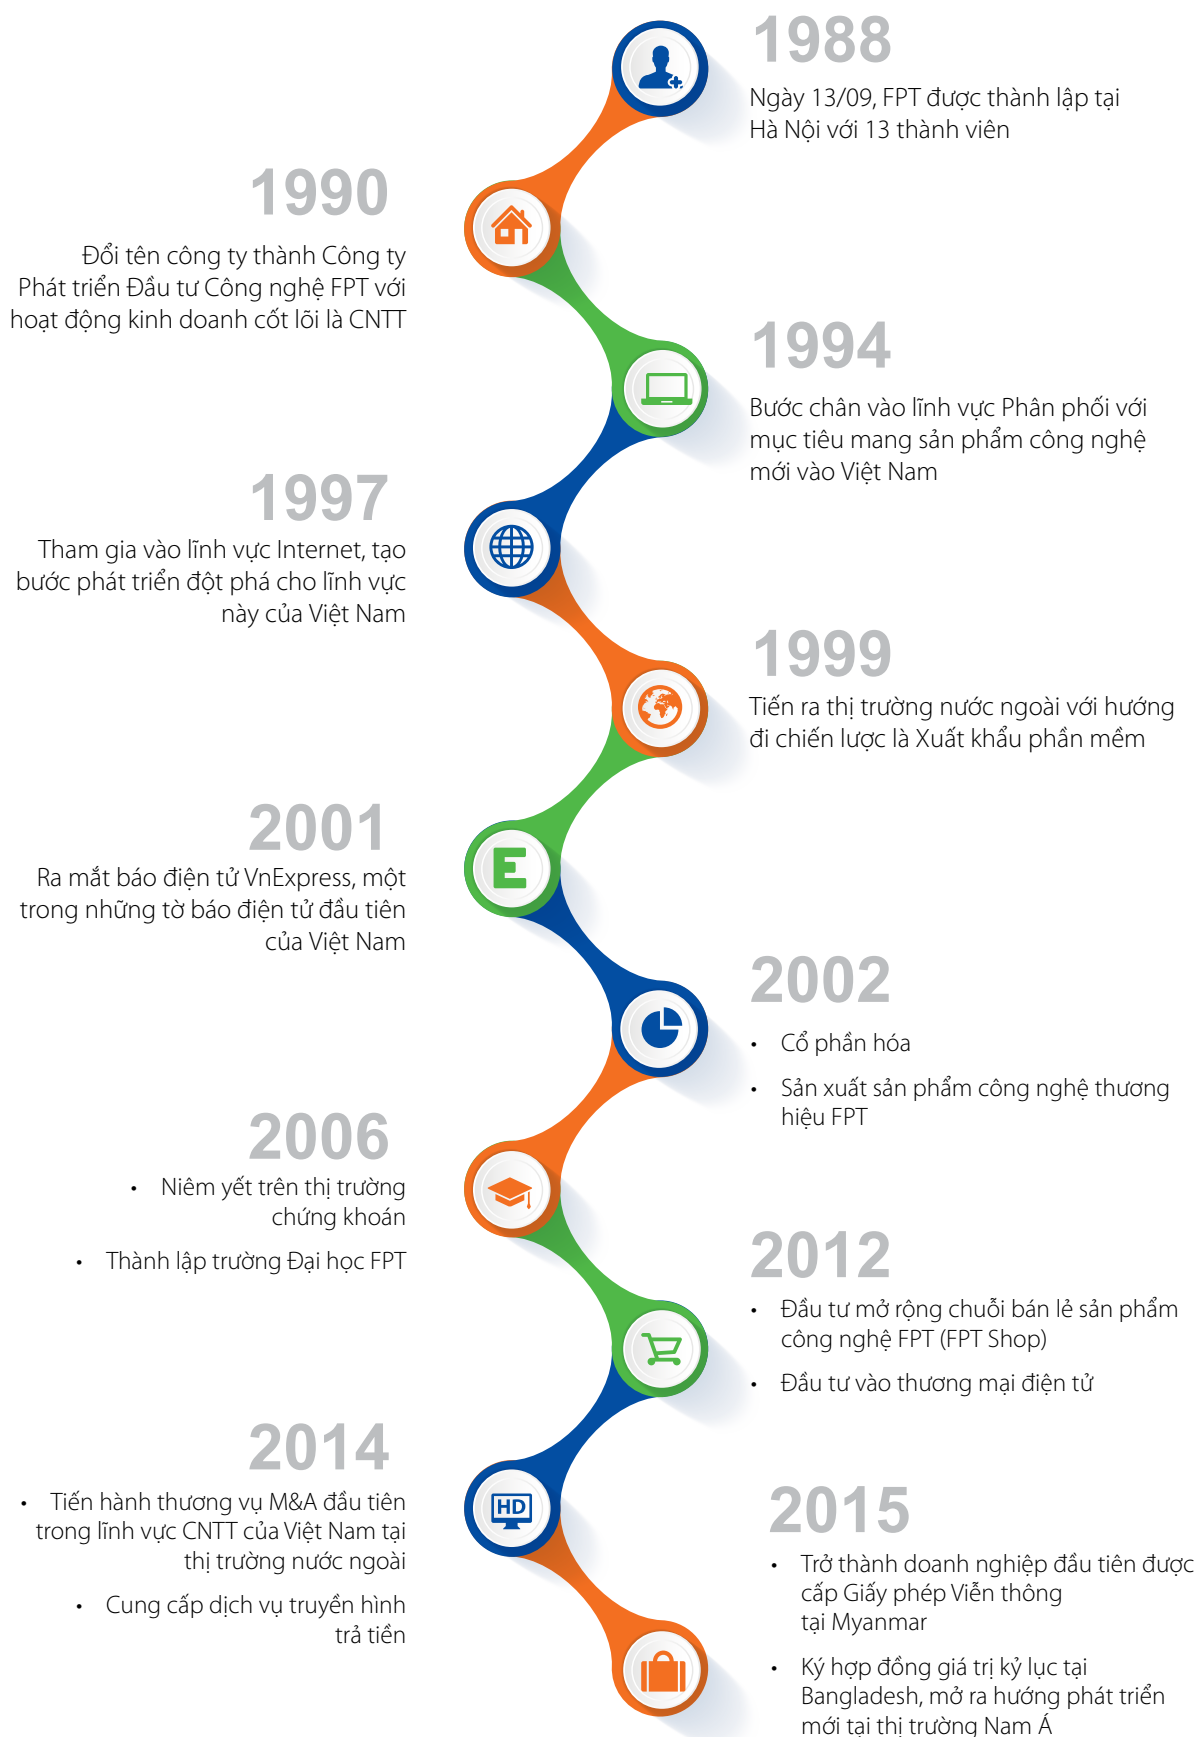 1988
Ngày 13/09, FPT được thành lập tại
Hà Nội với 13 thành viên
1990
Đổi tên công ty thành Công ty
Phát triển Đầu tư Công nghệ FPT với
hoạt động kinh doanh cốt lõi là CNTT
1994
Bước chân vào lĩnh vực Phân phối với
mục tiêu mang sản phẩm công nghệ
mới vào Việt Nam
1997
Tham gia vào lĩnh vực Internet, tạo
bước phát triển đột phá cho lĩnh vực
này của Việt Nam
1999
Tiến ra thị trường nước ngoài với hướng
đi chiến lược là Xuất khẩu phần mềm
2001
E
Ra mắt báo điện tử VnExpress, một
trong những tờ báo điện tử đầu tiên
của Việt Nam
2002
• Cổ phần hóa
• Sản xuất sản phẩm công nghệ thương
hiệu FPT
2006
• Niêm yết trên thị trường
chứng khoán
• Thành lập trường Đại học FPT
2012
• Đầu tư mở rộng chuỗi bán lẻ sản phẩm
công nghệ FPT (FPT Shop)
• Đầu tư vào thương mại điện tử
2014
HD
• Tiến hành thương vụ M&A đầu tiên
trong lĩnh vực CNTT của Việt Nam tại
thị trường nước ngoài
• Cung cấp dịch vụ truyền hình
trả tiền
2015
• Trở thành doanh nghiệp đầu tiên được
cấp Giấy phép Viễn thông
tại Myanmar
• Ký hợp đồng giá trị kỷ lục tại
Bangladesh, mở ra hướng phát triển
mới tại thị trường Nam Á